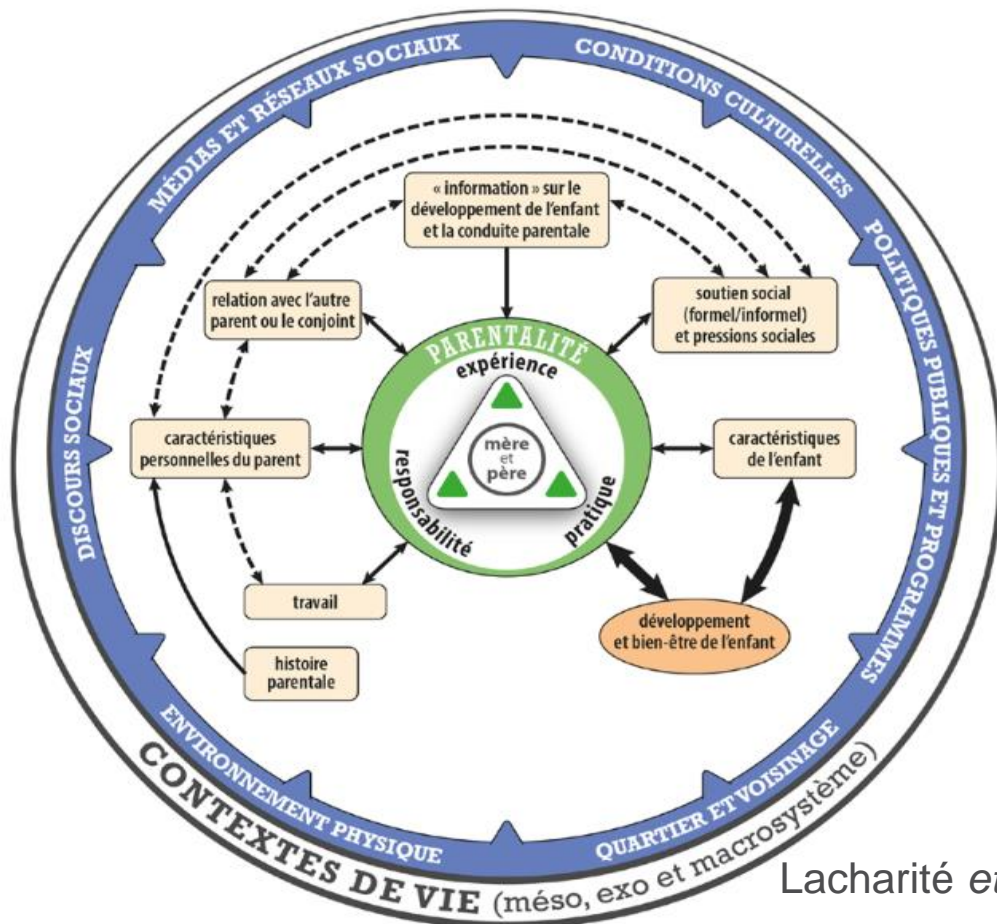 MÉDIAS ET RÉSEAUX SOCIAUX
CONDITIONS CULTURELLES
POLITIQUES PUBLIQUES ET PROGRAMMES
QUARTIER ET VOISINAGE
ENVIRONNEMENT PHYSIQUE
DISCOURS SOCIAUX
« information » sur le
développement de l'enfant
et la conduite parentale
relation avec l'autre
parent ou le conjoint
soutien social
(formel/informel)
et pressions sociales
PARENTALITÉ
expérience
mère
et
père
responsabilité
pratique
caractéristiques
personnelles du parent
caractéristiques
de l'enfant
travail
développement
et bien-être de l'enfant
histoire
parentale
CONTEXTES DE VIE (méso, exo et macrosystème)
Lacharité et